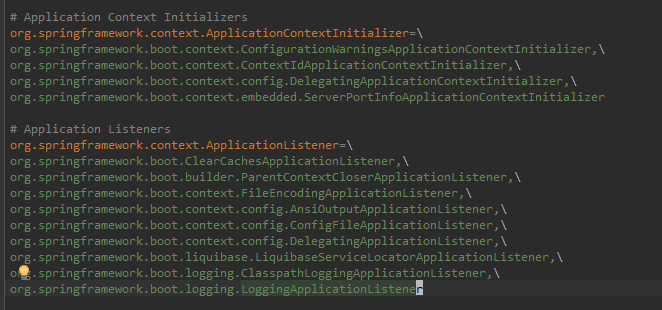 # Application Context Initializers
org.springframework.context.ApplicationContextInitializer=\
org.springframework.boot.context.ConfigurationWarningsApplicationContextInitializer,\
org.springframework.boot.context.ContextIdApplicationContextInitializer,\
org.springframework.boot.context.config.DelegatingApplicationContextInitializer,\
org.springframework.boot.context.embedded.ServerPortInfoApplicationContextInitializer
# Application Listeners
org.springframework.context.ApplicationListener=\
org.springframework.boot.ClearCachesApplicationListener,\
org.springframework.boot.builder.ParentContextCloserApplicationListener,\
org.springframework.boot.context.FileEncodingApplicationListener,\
org.springframework.boot.context.config.AnsiOutputApplicationListener,\
org.springframework.boot.context.config.ConfigFileApplicationListener,\
org.springframework.boot.context.config.DelegatingApplicationListener,\
org.springframework.boot.liquibase.LiquibaseServiceLocatorApplicationListener,\
org.springframework.boot.logging.ClasspathLoggingApplicationListener,\
org.springframework.boot.logging.LoggingApplicationListener